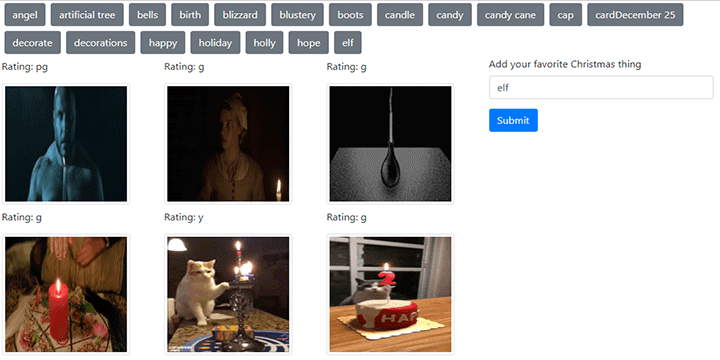 angel artificial tree bells birth blizzard blustery boots candle candy candy cane cap cardDecember 25
decorate decorations happy holiday holly hope elf
Rating: pg Rating: g Rating: g
Add your favorite Christmas thing
elf
Submit
Rating: g Rating: y Rating: g
2
HAP